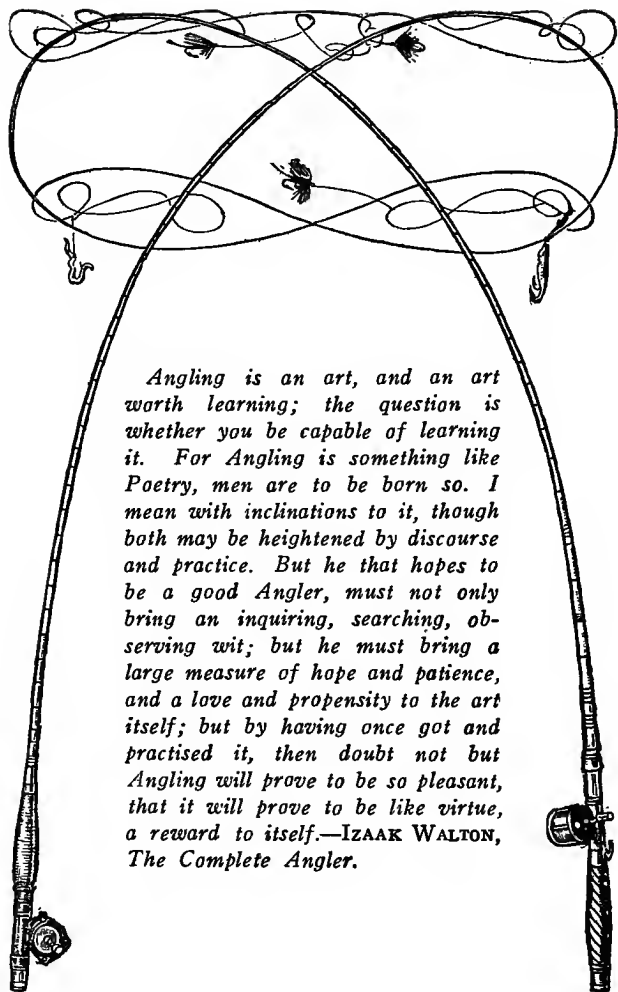 Angling is an art, and an art
worth learning; the question is
whether you be capable of learning
it. For Angling is something like
Poetry, men are to be born so. I
mean with inclinations to it, though
both may be heightened by discourse
and practice. But he that hopes to
be a good Angler, must not only
bring an inquiring, searching, ob-
serving wit; but he must bring a
large measure of hope and patience,
and a love and propensity to the art
itself; but by having once got and
practised it, then doubt not but
Angling will prove to be so pleasant,
that it will prove to be like virtue,
a reward to itself.—IZAAK WALTON,
The Complete Angler.